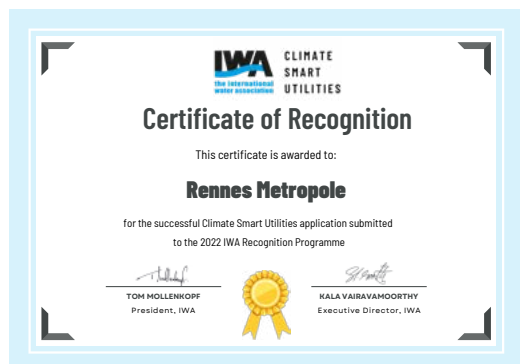 IWA
the international
water association
CLIMATE
SMART
UTILITIES
Certificate of Recognition
This certificate is awarded to:
Rennes Metropole
for the successful Climate Smart Utilities application submitted
to the 2022 IWA Recognition Programme
TOM MOLLENKOPF
President, IWA
KALA VAIRAVAMOORTHY
Executive Director, IWA